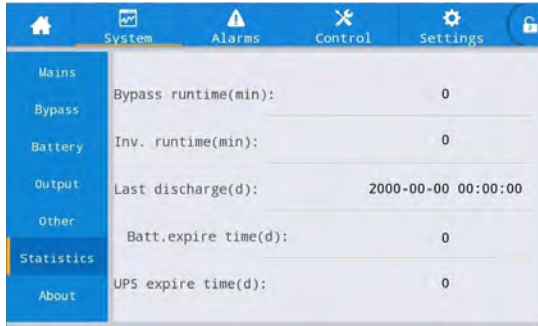 System Alarms Control Settings
Mains
Bypass
Battery
Output
Other
Statistics
About
Bypass runtime(min): 0
Inv. runtime(min): 0
Last discharge(d): 2000-00-00 00:00:00
Batt.expire time(d): 0
UPS expire time(d): 0